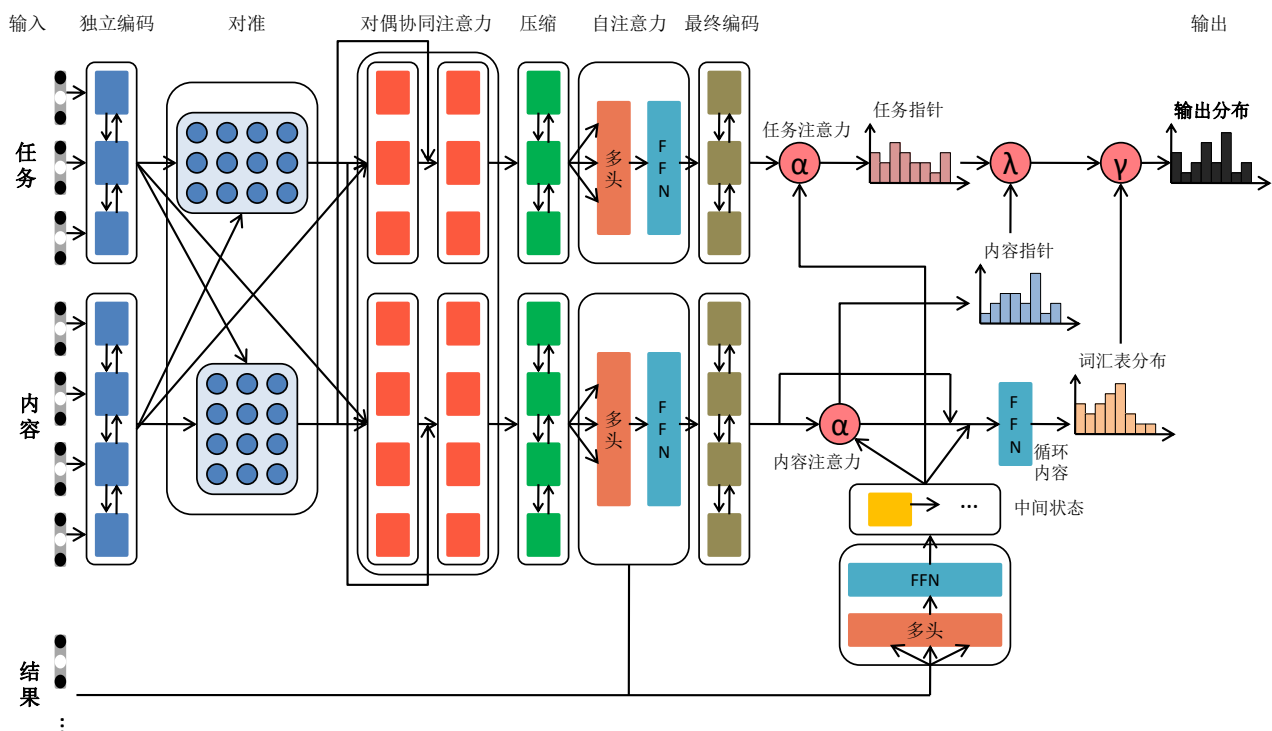 输入
独立编码
对准
对偶协同注意力
压缩
自注意力
最终编码
输出
任务
多头
FFN
任务注意力
α
任务指针
λ
γ
输出分布
内容指针
内容
多头
FFN
α
内容注意力
FFN
循环
内容
词汇表分布
...
中间状态
FFN
多头
结果
⋮